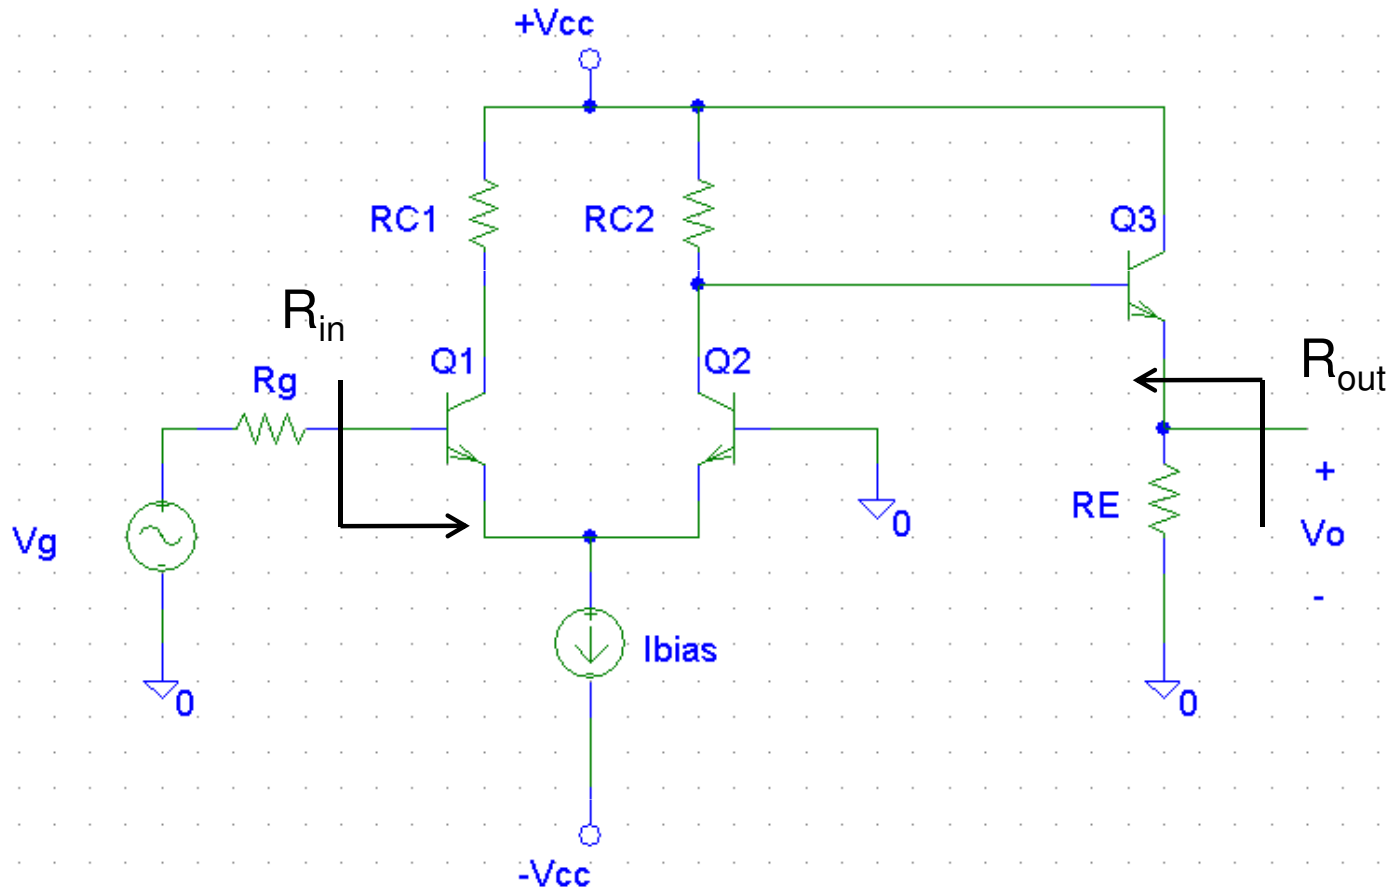 +Vcc
RC1
RC2
Q3
Rin
Rg
Q1
Q2
Rout
Vg
0
RE
+
Vo
-
Ibias
0
0
-Vcc